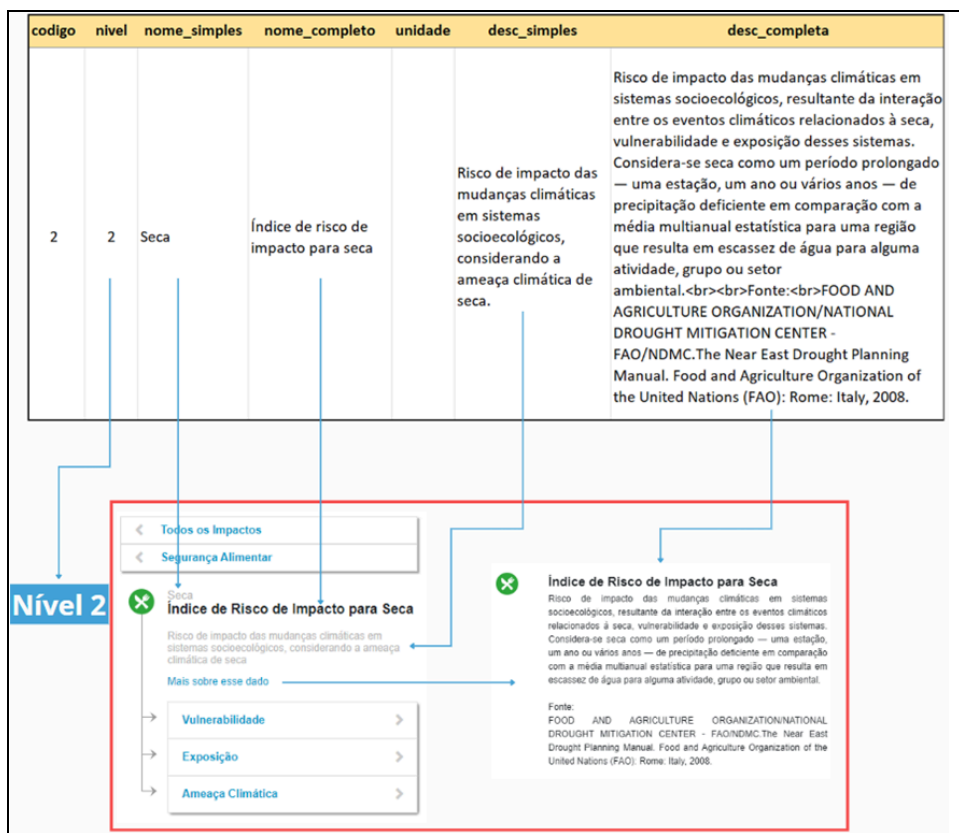 codigo nivel nome_simples nome_completo unidade desc_simples desc_completa
2 2 Seca
Índice de risco de
impacto para seca
Risco de impacto das
mudanças climáticas
em sistemas
socioecológicos,
considerando a
ameaça climática de
seca.
Risco de impacto das mudanças climáticas em
sistemas socioecológicos, resultante da interação
entre os eventos climáticos relacionados à seca,
vulnerabilidade e exposição desses sistemas.
Considera-se seca como um período prolongado
— uma estação, um ano ou vários anos — de
precipitação deficiente em comparação com a
média multianual estatística para uma região
que resulta em escassez de água para alguma
atividade, grupo ou setor
ambiental.<br><br>Fonte:<br>FOOD AND
AGRICULTURE ORGANIZATION/NATIONAL
DROUGHT MITIGATION CENTER -
FAO/NDMC.The Near East Drought Planning
Manual. Food and Agriculture Organization of
the United Nations (FAO): Rome: Italy, 2008.
Todos os Impactos
Segurança Alimentar
Nível 2
Seca
Índice de Risco de Impacto para Seca
Risco de impacto das mudanças climáticas em
sistemas socioecológicos, considerando a ameaça
climática de seca
Mais sobre esse dado
Vulnerabilidade
Exposição
Ameaça Climática
Índice de Risco de Impacto para Seca
Risco de impacto das mudanças climáticas em sistemas
socioecológicos, resultante da interação entre os eventos climáticos
relacionados á seca, vulnerabilidade e exposição desses sistemas.
Considera-se seca como um período prolongado — uma estação,
um ano ou vários anos — de precipitação deficiente em comparação
com a média multianual estatística para uma região que resulta em
escassez de água para alguma atividade, grupo ou setor ambiental.
Fonte:
FOOD AND AGRICULTURE ORGANIZATION/NATIONAL
DROUGHT MITIGATION CENTER - FAO/NDMC.The Near East
Drought Planning Manual. Food and Agriculture Organization of the
United Nations (FAO): Rome: Italy, 2008.